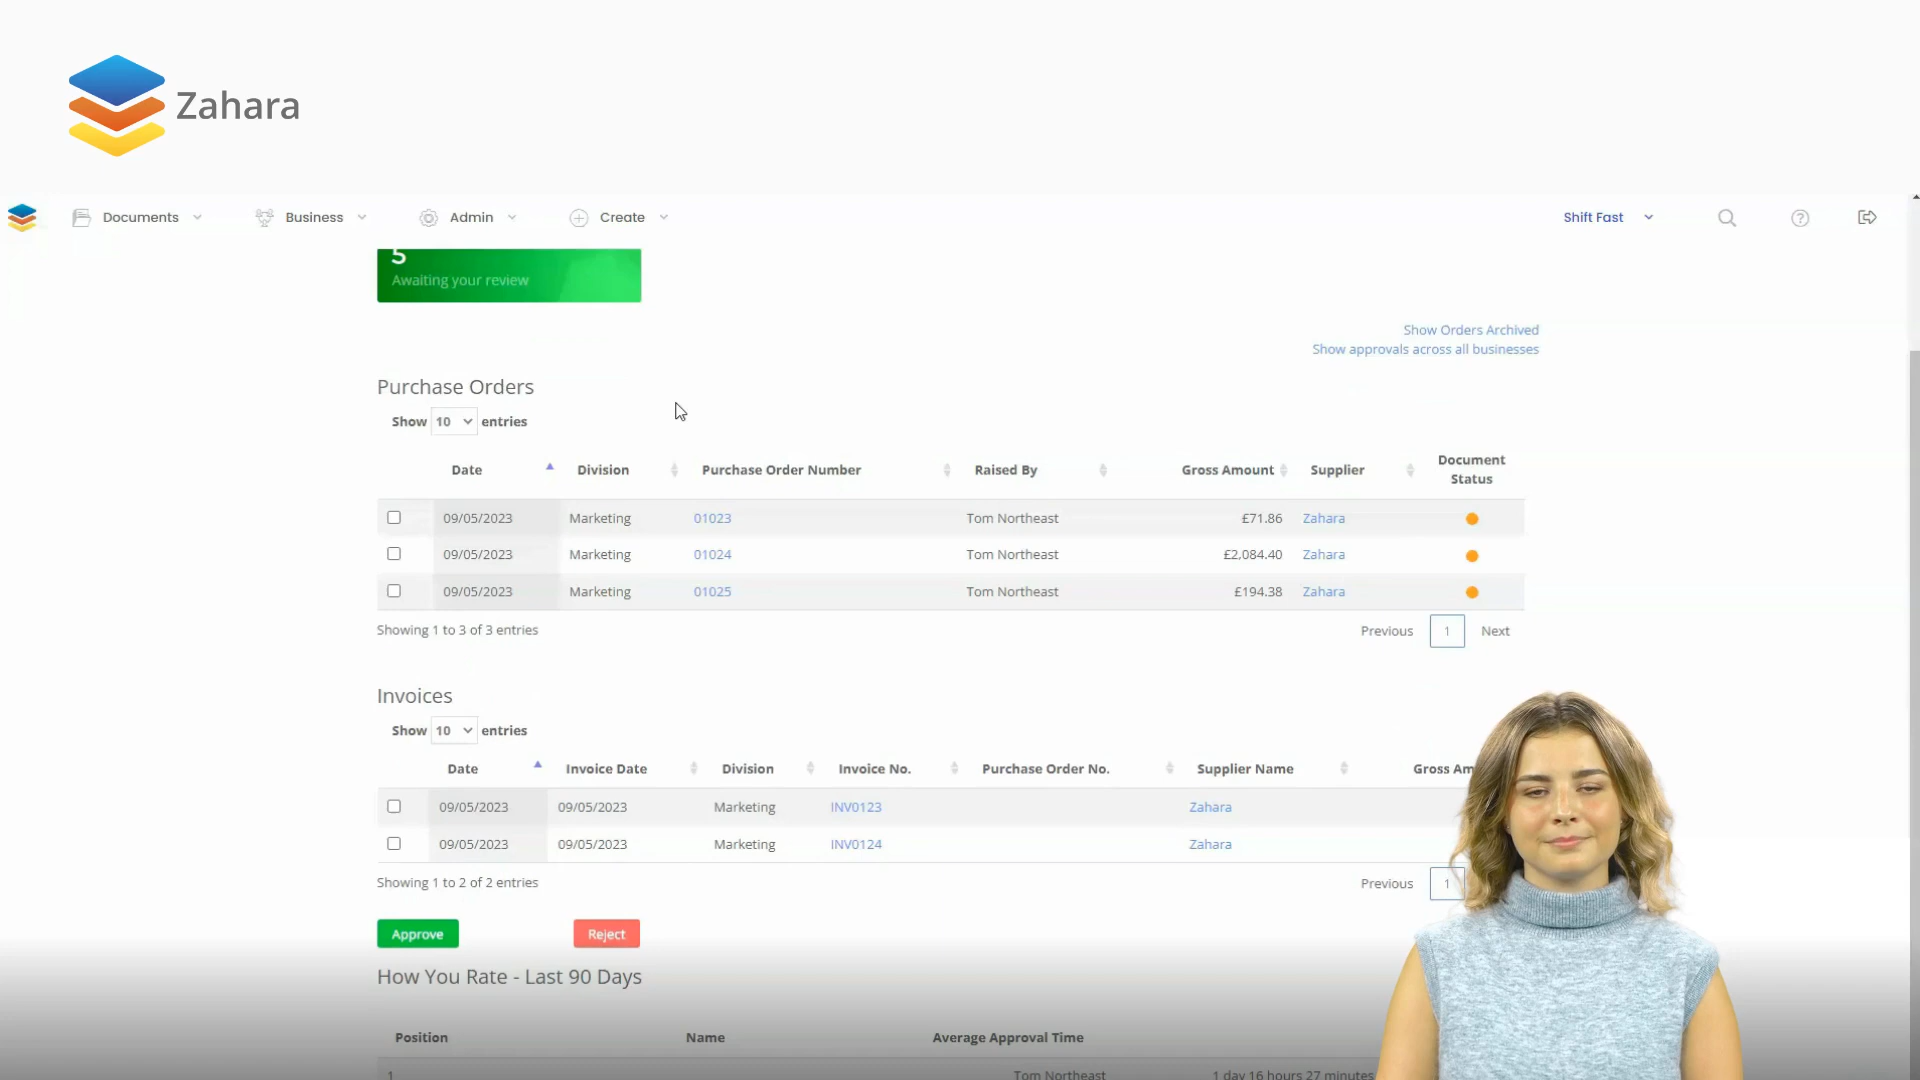 Zahara
Documents Business Admin Create Shift Fast
5
Awaiting your review
Show Orders Archived
Show approvals across all businesses
Purchase Orders
Show 10 entries
Date Division Purchase Order Number Raised By Gross Amount Supplier Document Status
09/05/2023 Marketing 01023 Tom Northeast £71.86 Zahara
09/05/2023 Marketing 01024 Tom Northeast £2,084.40 Zahara
09/05/2023 Marketing 01025 Tom Northeast £194.38 Zahara
Showing 1 to 3 of 3 entries Previous 1 Next
Invoices
Show 10 entries
Date Invoice Date Division Invoice No. Purchase Order No. Supplier Name Gross Am
09/05/2023 09/05/2023 Marketing INV0123 Zahara
09/05/2023 09/05/2023 Marketing INV0124 Zahara
Showing 1 to 2 of 2 entries Previous 1
Approve Reject
How You Rate - Last 90 Days
Position Name Average Approval Time
1 Tom Northeast 1 day 16 hours 27 minutes